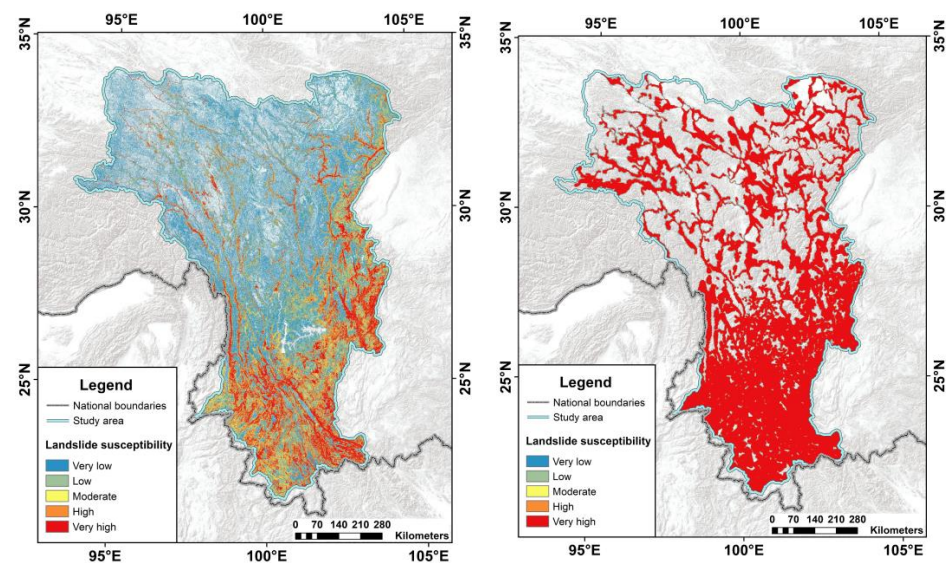 95°E 100°E 105°E
35°N 35°N
30°N 30°N
25°N 25°N
Legend
National boundaries
Study area
Landslide susceptibility
Very low
Low
Moderate
High
Very high
0 70 140 210 280
Kilometers
95°E 100°E 105°E
95°E 100°E 105°E
35°N 35°N
30°N 30°N
25°N 25°N
Legend
National boundaries
Study area
Landslide susceptibility
Very low
Low
Moderate
High
Very high
0 70 140 210 280
Kilometers
95°E 100°E 105°E